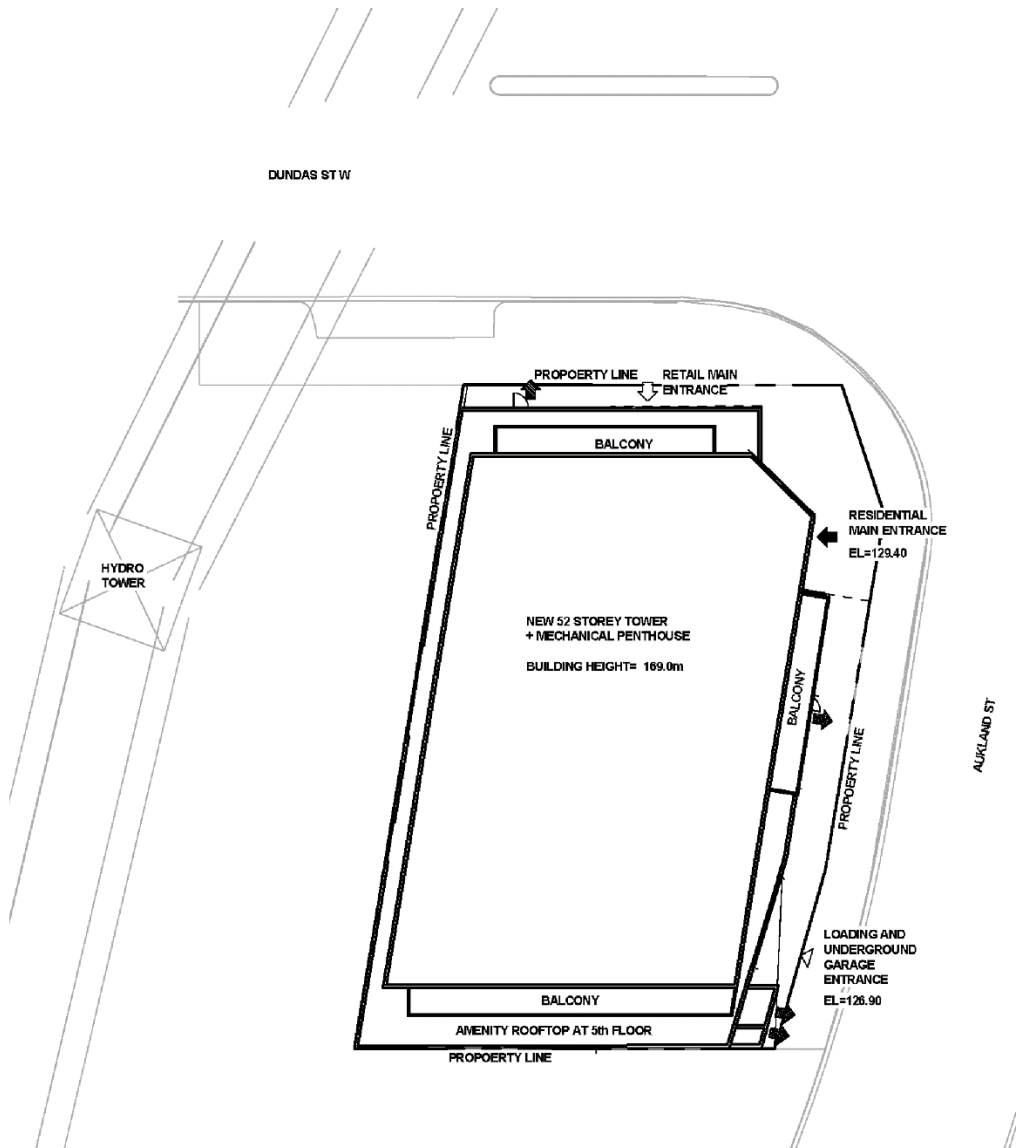 DUNDAS ST W
PROPOERTY LINE
RETAIL MAIN
ENTRANCE
BALCONY
PROPOERTY LINE
RESIDENTIAL
MAIN ENTRANCE
EL=129.40
HYDRO
TOWER
NEW 52 STOREY TOWER
+ MECHANICAL PENTHOUSE
BUILDING HEIGHT= 169.0m
BALCONY
PROPOERTY LINE
AUKLAND ST
LOADING AND
UNDERGROUND
GARAGE
ENTRANCE
EL=126.90
BALCONY
AMENITY ROOFTOP AT 5th FLOOR
PROPOERTY LINE